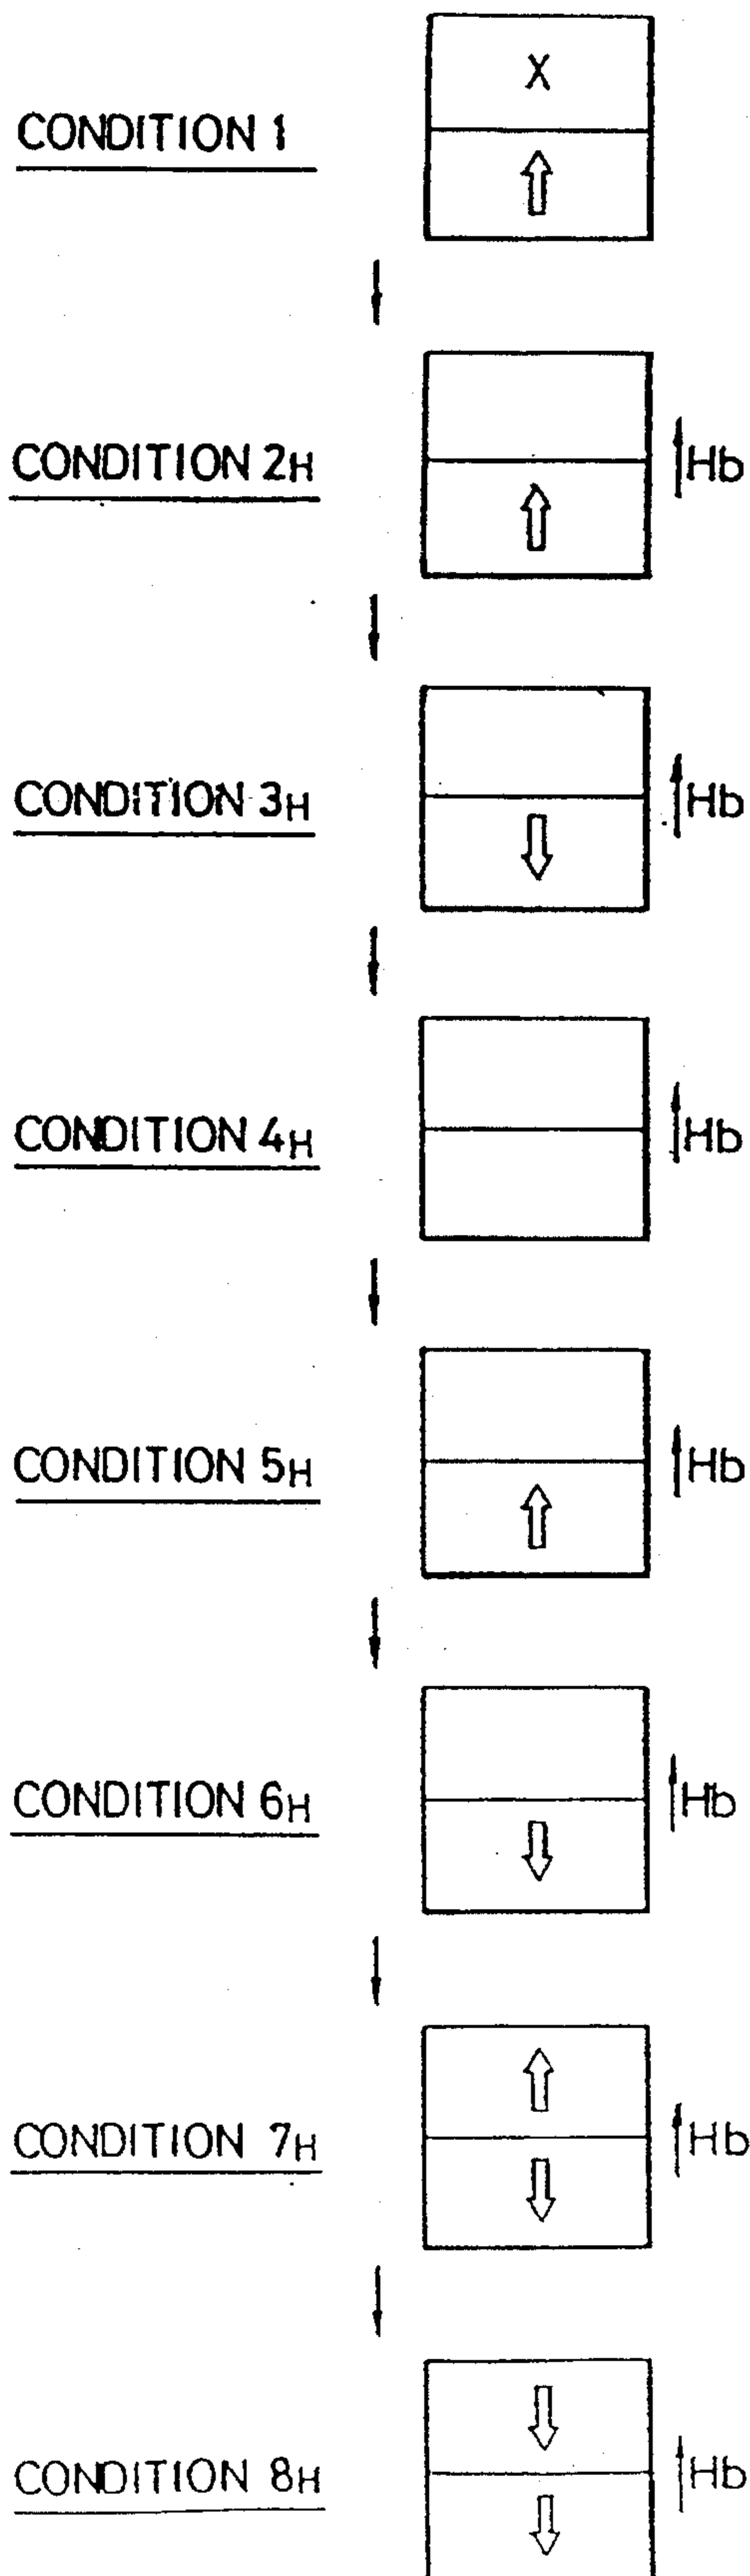 X
CONDITION 1
CONDITION 2H Hb
CONDITION 3H Hb
CONDITION 4H Hb
CONDITION 5H Hb
CONDITION 6H Hb
CONDITION 7H Hb
CONDITION 8H Hb